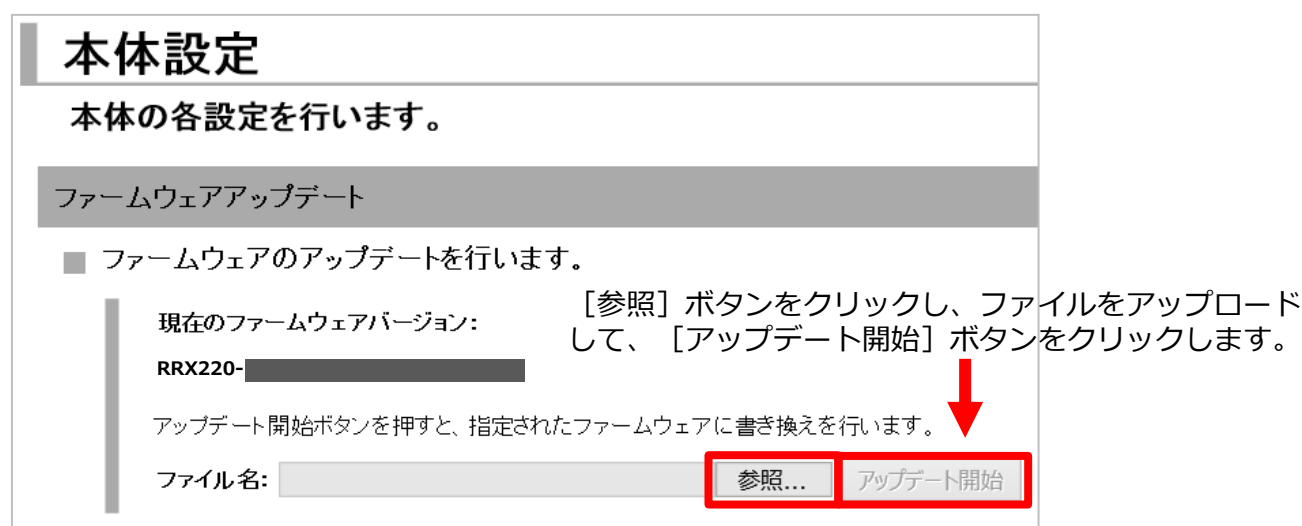 本体設定
本体の各設定を行います。
ファームウェアアップデート
ファームウェアのアップデートを行います。
［参照］ボタンをクリックし、ファイルをアップロード
して、［アップデート開始］ボタンをクリックします。
現在のファームウェアバージョン：
RRX220-
アップデート開始ボタンを押すと、指定されたファームウェアに書き換えを行います。
ファイル名: 参照... アップデート開始